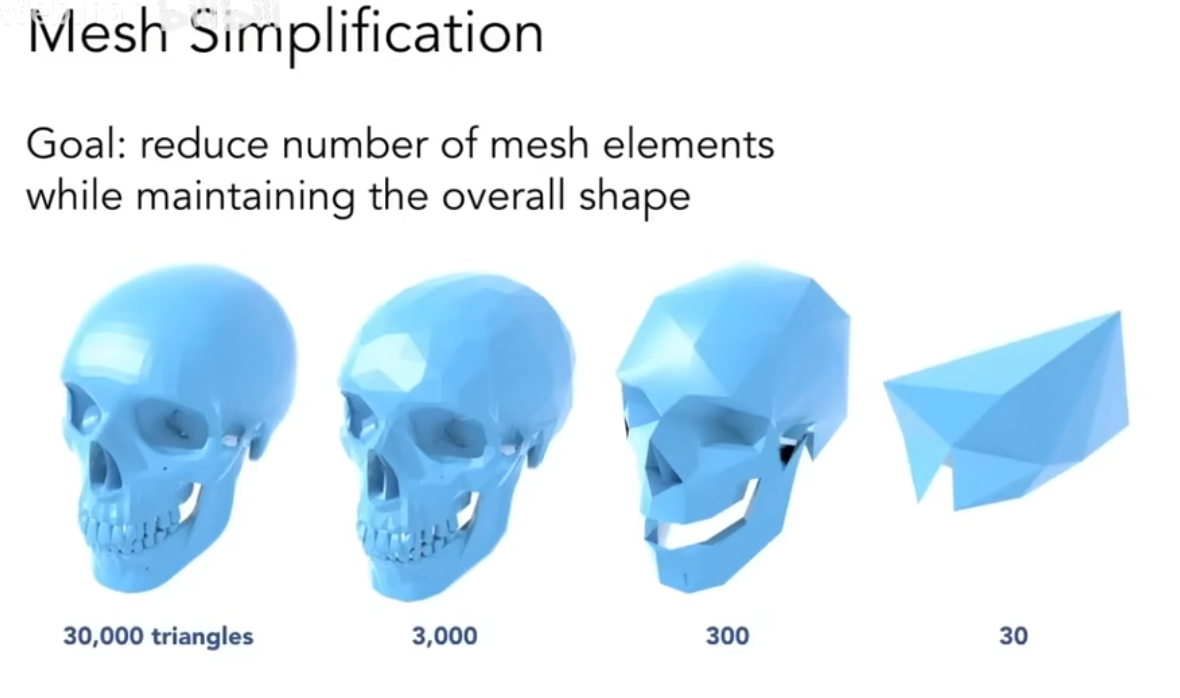 Mesh Simplification
Goal: reduce number of mesh elements
while maintaining the overall shape
30,000 triangles
3,000
300
30